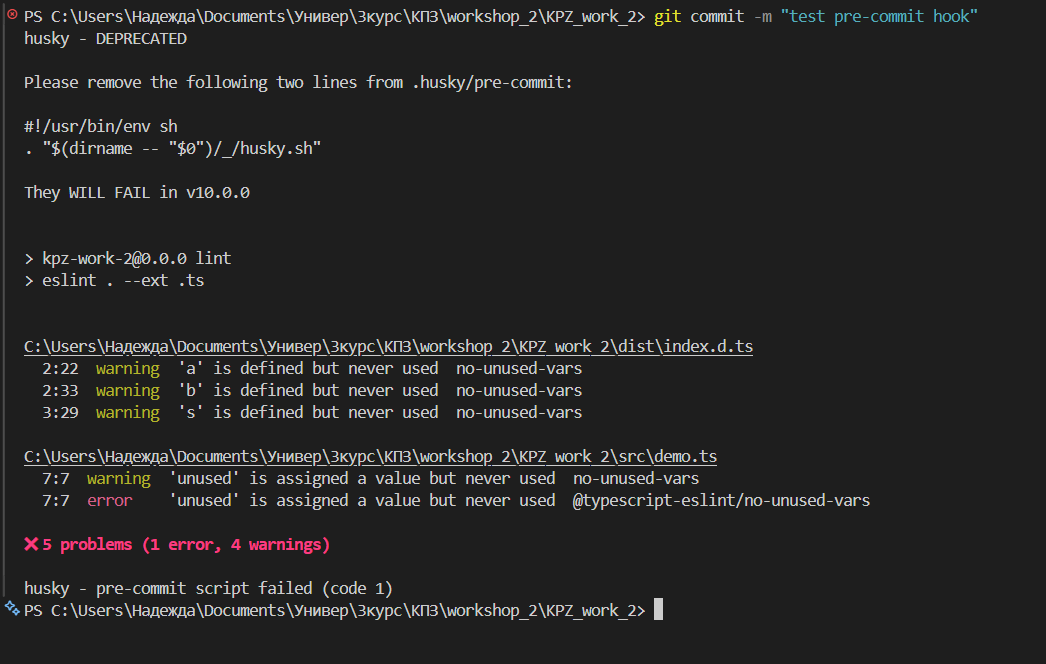 PS C:\Users\Надежда\Documents\Универ\3курс\КПЗ\workshop_2\KPZ_work_2> git commit -m "test pre-commit hook"
husky - DEPRECATED
Please remove the following two lines from .husky/pre-commit:
#!/usr/bin/env sh
. "$(dirname -- "$0")/_/husky.sh"
They WILL FAIL in v10.0.0
> kpz-work-2@0.0.0 lint
> eslint . --ext .ts
C:\Users\Надежда\Documents\Универ\3курс\КПЗ\workshop_2\KPZ_work_2\dist\index.d.ts
2:22 warning 'a' is defined but never used no-unused-vars
2:33 warning 'b' is defined but never used no-unused-vars
3:29 warning 's' is defined but never used no-unused-vars
C:\Users\Надежда\Documents\Универ\3курс\КПЗ\workshop_2\KPZ_work_2\src\demo.ts
7:7 warning 'unused' is assigned a value but never used no-unused-vars
7:7 error 'unused' is assigned a value but never used @typescript-eslint/no-unused-vars
❌ 5 problems (1 error, 4 warnings)
husky - pre-commit script failed (code 1)
PS C:\Users\Надежда\Documents\Универ\3курс\КПЗ\workshop_2\KPZ_work_2>